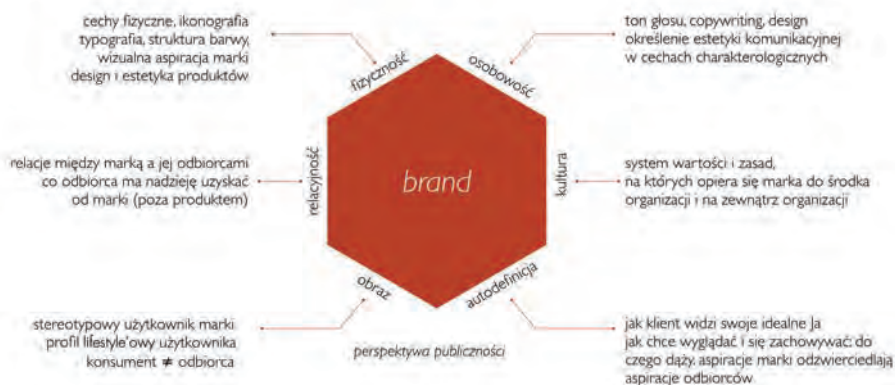 cechy fizyczne, ikonografia
typografia, struktura barwy,
wizualna aspiracja marki
design i estetyka produktów
fizyczność
osobowość
ton głosu, copywriting, design
określenie estetyki komunikacyjnej
w cechach charakterologicznych
relacje między marką a jej odbiorcami
co odbiorca ma nadzieję uzyskać
od marki (poza produktem)
relacyjność
brand
kultura
system wartości i zasad,
na których opiera się marka do środka
organizacji i na zewnątrz organizacji
stereotypowy użytkownik marki
profil lifestyle'owy użytkownika
konsument ≠ odbiorca
obraz
autodefinicja
perspektywa publiczności
jak klient widzi swoje idealne Ja
jak chce wyglądać i się zachowywać: do
czego dąży. aspiracje marki odzwierciedlają
aspiracje odbiorców